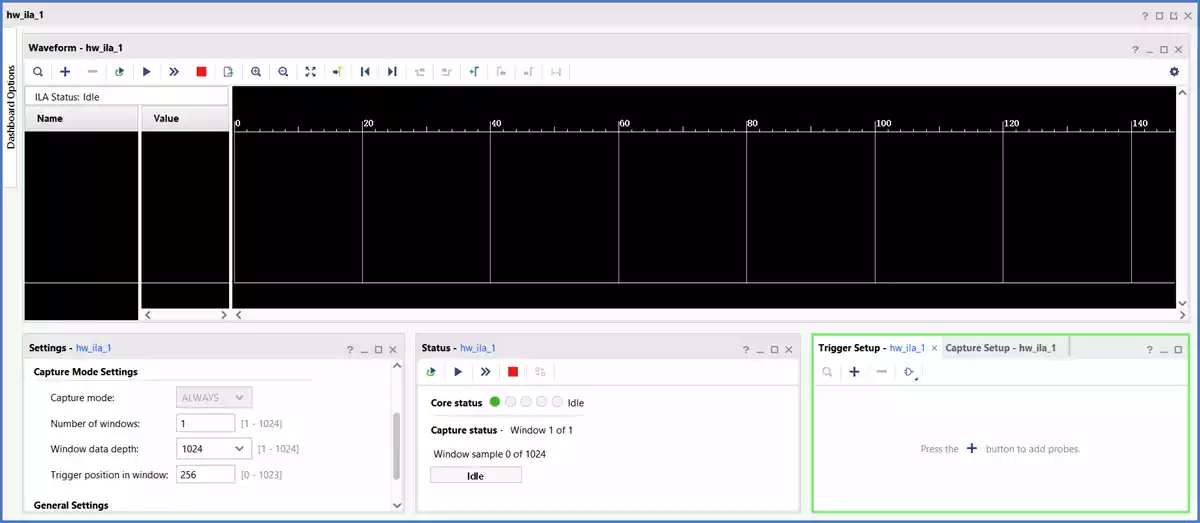 hw_ila_1
Dashboard Options
Waveform - hw_ila_1
ILA Status: Idle
Name Value
0 20 40 60 80 100 120 140
Settings - hw_ila_1
Capture Mode Settings
Capture mode: ALWAYS
Number of windows: 1 [1 - 1024]
Window data depth: 1024 [1 - 1024]
Trigger position in window: 256 [0 - 1023]
General Settings
Status - hw_ila_1
Core status Idle
Capture status - Window 1 of 1
Window sample 0 of 1024
Idle
Trigger Setup - hw_ila_1 × Capture Setup - hw_ila_1
Press the + button to add probes.